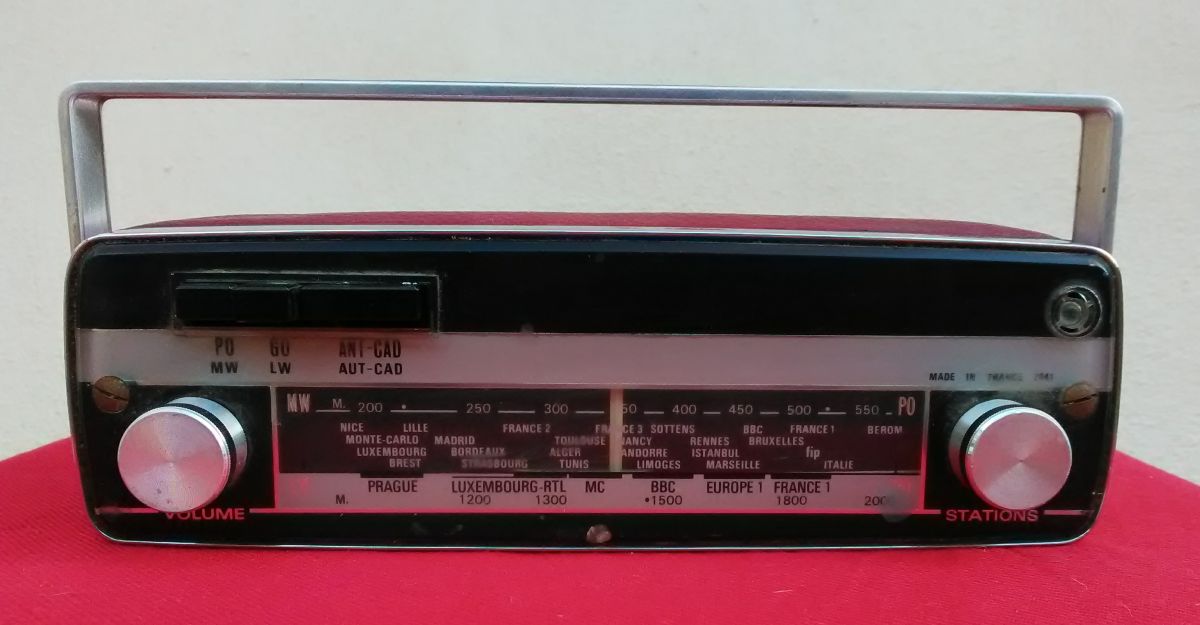 PO GO ANT-CAD
MW LW AUT-CAD
MADE IN FRANCE
MW M. 200 250 300 50 400 450 500 550 PO
NICE LILLE FRANCE 2 FRANCE 3 SOTTENS BBC FRANCE 1 BEROM
MONTE-CARLO MADRID TOULOUSE NANCY RENNES BRUXELLES
LUXEMBOURG BORDEAUX ALGER ANDORRE ISTANBUL fip
BREST STRASBOURG TUNIS LIMOGES MARSEILLE ITALIE
PRAGUE LUXEMBOURG-RTL MC BBC EUROPE 1 FRANCE 1
M. 1200 1300 •1500 1800 2000
VOLUME STATIONS